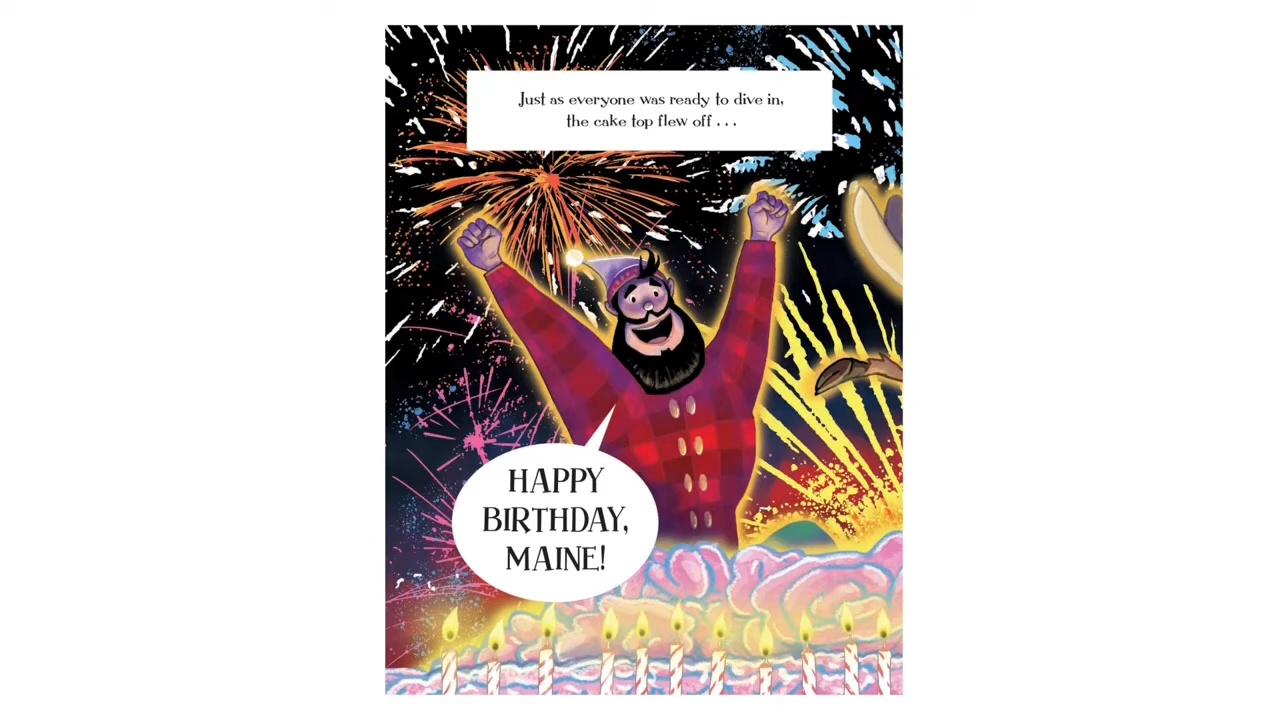 Just as everyone was ready to dive in,
the cake top flew off . . .
HAPPY
BIRTHDAY,
MAINE!